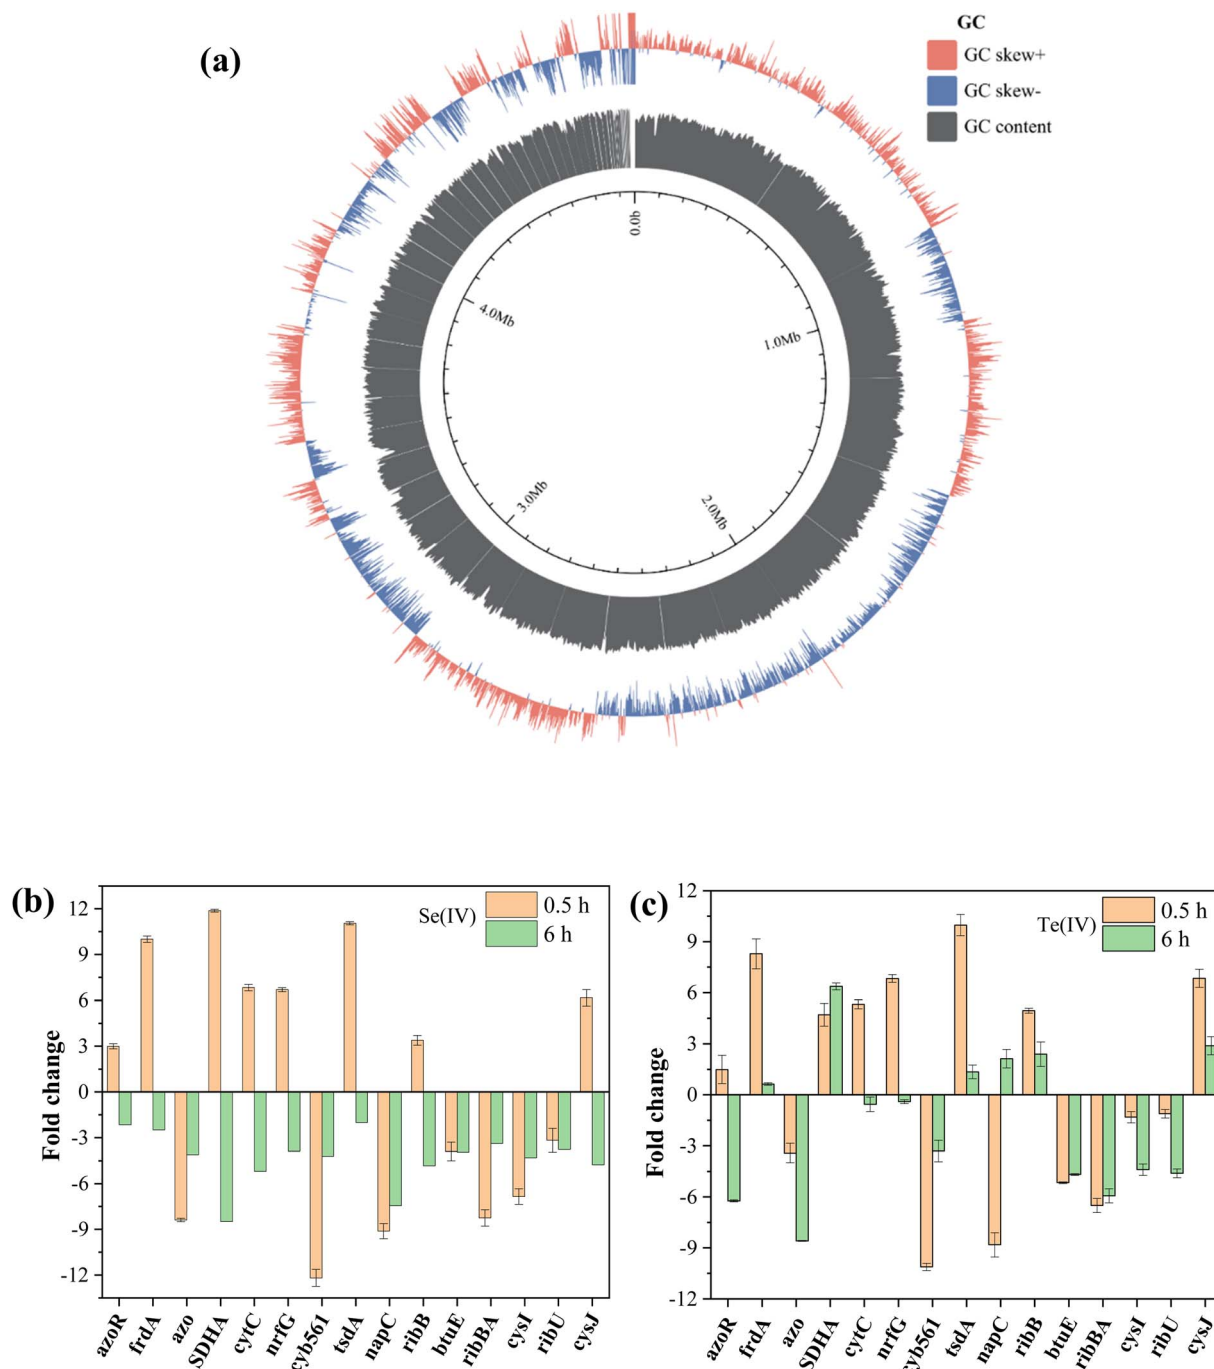 (a)
GC
GC skew+
GC skew-
GC content
0.0b
1.0Mb
2.0Mb
3.0Mb
4.0Mb
(b)
Se(IV)
0.5 h
6 h
Fold change
12
9
6
3
0
-3
-6
-9
-12
azoR
frdA
azo
SDHA
cytC
nrfG
cyb561
tsdA
napC
ribB
btuE
ribBA
cysI
ribU
cysJ
(c)
Te(IV)
0.5 h
6 h
Fold change
12
9
6
3
0
-3
-6
-9
-12
azoR
frdA
azo
SDHA
cytC
nrfG
cyb561
tsdA
napC
ribB
btuE
ribBA
cysI
ribU
cysJ